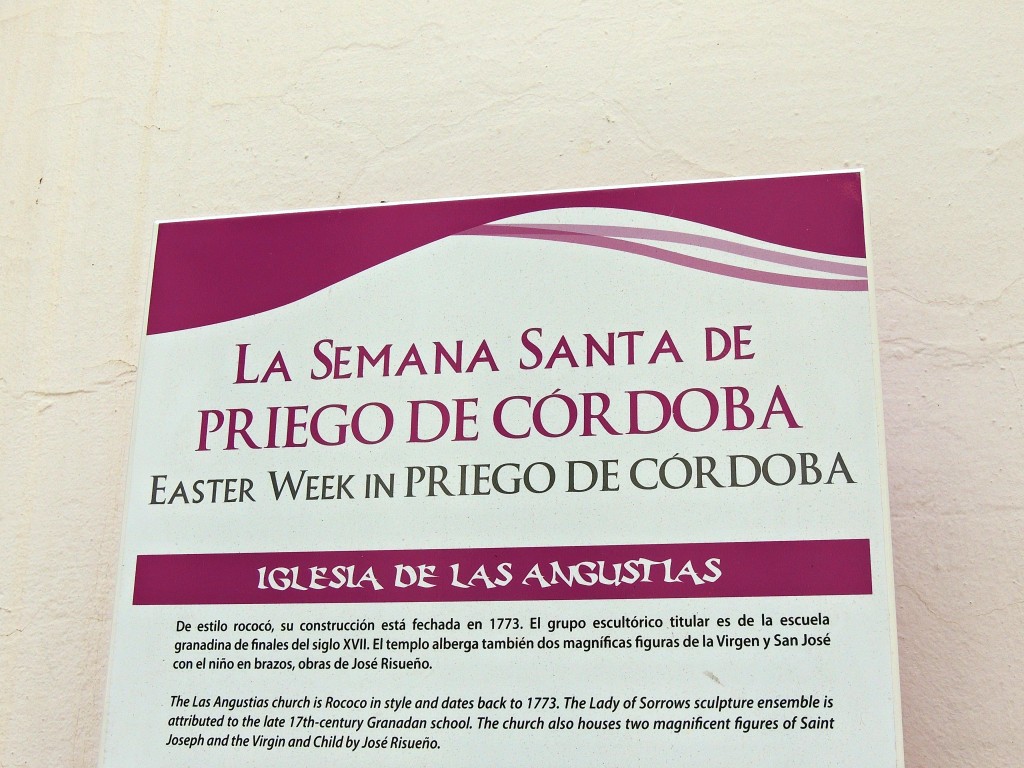 La Semana Santa de
PRIEGO DE CÓRDOBA
Easter Week in PRIEGO DE CÓRDOBA
IGLESIA DE LAS ANGUSTIAS
De estilo rococó, su construcción está fechada en 1773. El grupo escultórico titular es de la escuela
granadina de finales del siglo XVII. El templo alberga también dos magníficas figuras de la Virgen y San José
con el niño en brazos, obras de José Risueño.
The Las Angustias church is Rococo in style and dates back to 1773. The Lady of Sorrows sculpture ensemble is
attributed to the late 17th-century Granadan school. The church also houses two magnificent figures of Saint
Joseph and the Virgin and Child by José Risueño.